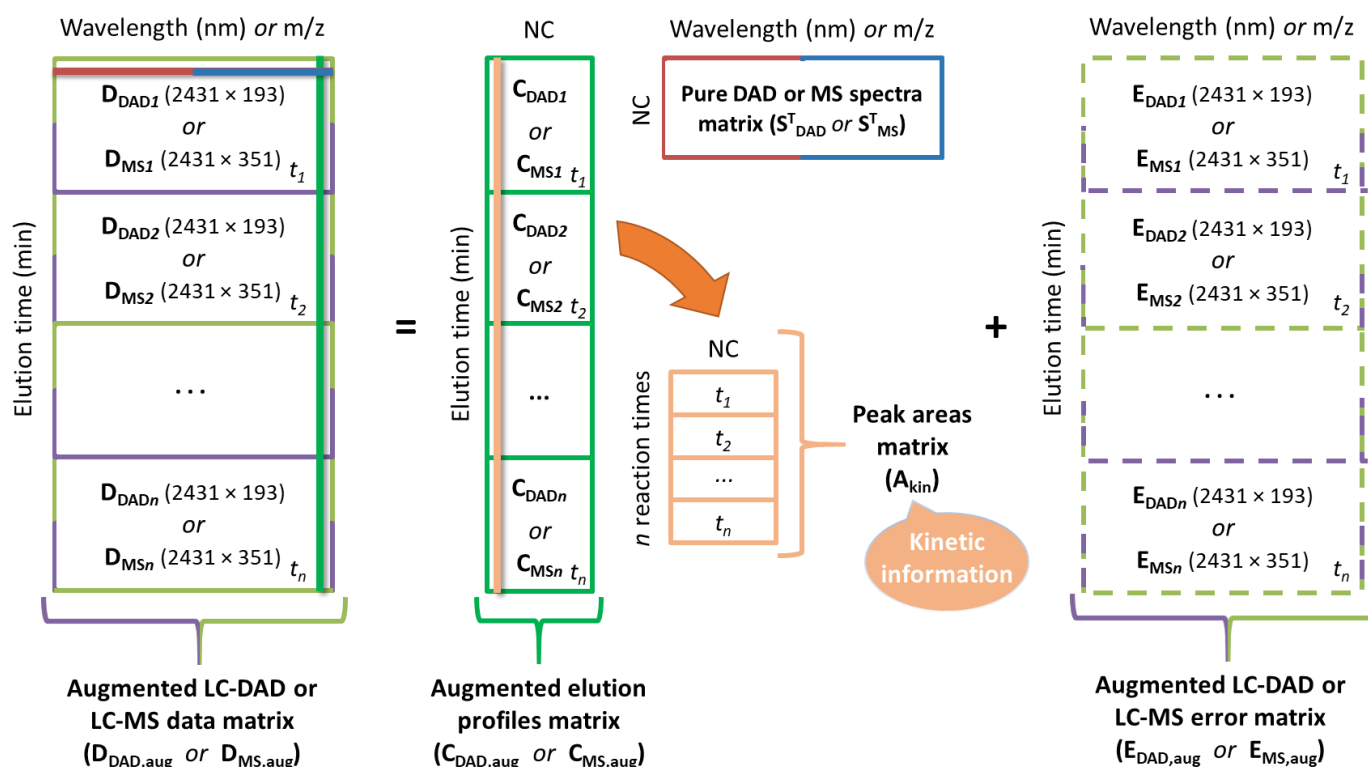 Wavelength (nm) or m/z
D_DAD1 (2431 × 193)
or
D_MS1 (2431 × 351) t_1
D_DAD2 (2431 × 193)
or
D_MS2 (2431 × 351) t_2
...
D_DADn (2431 × 193)
or
D_MSn (2431 × 351) t_n
Elution time (min)
Augmented LC-DAD or
LC-MS data matrix
(D_DAD,aug or D_MS,aug)
=
NC
C_DAD1
or
C_MS1 t_1
C_DAD2
or
C_MS2 t_2
...
C_DADn
or
C_MSn t_n
Elution time (min)
Augmented elution
profiles matrix
(C_DAD,aug or C_MS,aug)
Wavelength (nm) or m/z
NC
Pure DAD or MS spectra
matrix (S^T_DAD or S^T_MS)
NC
n reaction times
t_1
t_2
...
t_n
Peak areas
matrix
(A_kin)
Kinetic
information
+
Wavelength (nm) or m/z
E_DAD1 (2431 × 193)
or
E_MS1 (2431 × 351) t_1
E_DAD2 (2431 × 193)
or
E_MS2 (2431 × 351) t_2
...
E_DADn (2431 × 193)
or
E_MSn (2431 × 351) t_n
Elution time (min)
Augmented LC-DAD or
LC-MS error matrix
(E_DAD,aug or E_MS,aug)